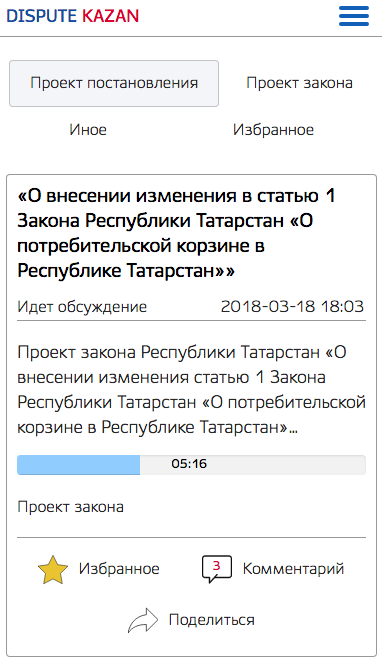 DISPUTE KAZAN
Проект постановления
Проект закона
Иное
Избранное
«О внесении изменения в статью 1
Закона Республики Татарстан «О
потребительской корзине в
Республике Татарстан»»
Идет обсуждение
2018-03-18 18:03
Проект закона Республики Татарстан «О
внесении изменения статью 1 Закона
Республики Татарстан «О потребительской
корзине в Республике Татарстан»...
05:16
Проект закона
Избранное
3
Комментарий
Поделиться